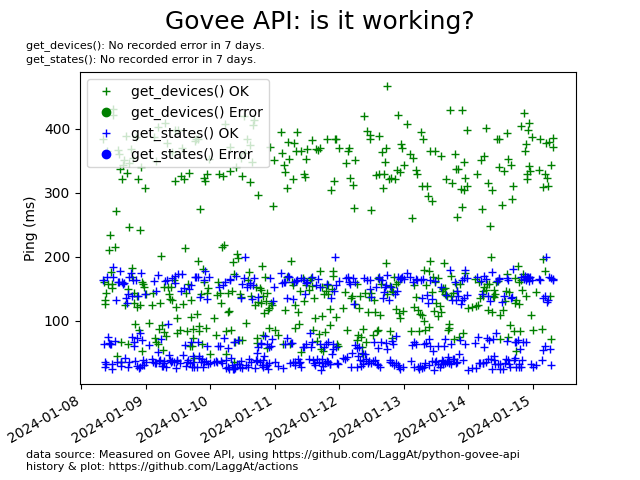 Govee API: is it working?
get_devices(): No recorded error in 7 days.
get_states(): No recorded error in 7 days.
get_devices() OK
get_devices() Error
get_states() OK
get_states() Error
Ping (ms)
400
300
200
100
2024-01-08
2024-01-09
2024-01-10
2024-01-11
2024-01-12
2024-01-13
2024-01-14
2024-01-15
data source: Measured on Govee API, using https://github.com/LaggAt/python-govee-api
history & plot: https://github.com/LaggAt/actions